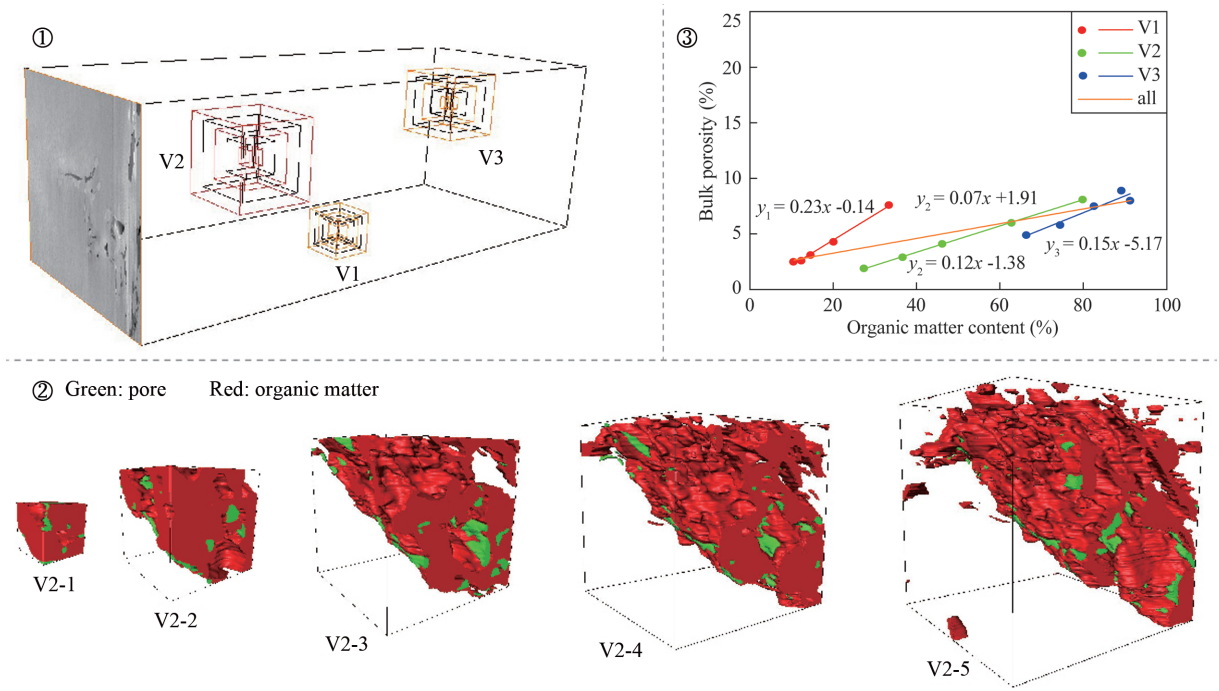 ①
V2
V3
V1
③
25
20
15
10
5
0
0
20
40
60
80
100
Bulk porosity (%)
Organic matter content (%)
V1
V2
V3
all
y₁ = 0.23x -0.14
y₂ = 0.07x +1.91
y₂ = 0.12x -1.38
y₃ = 0.15x -5.17
② Green: pore Red: organic matter
V2-1
V2-2
V2-3
V2-4
V2-5